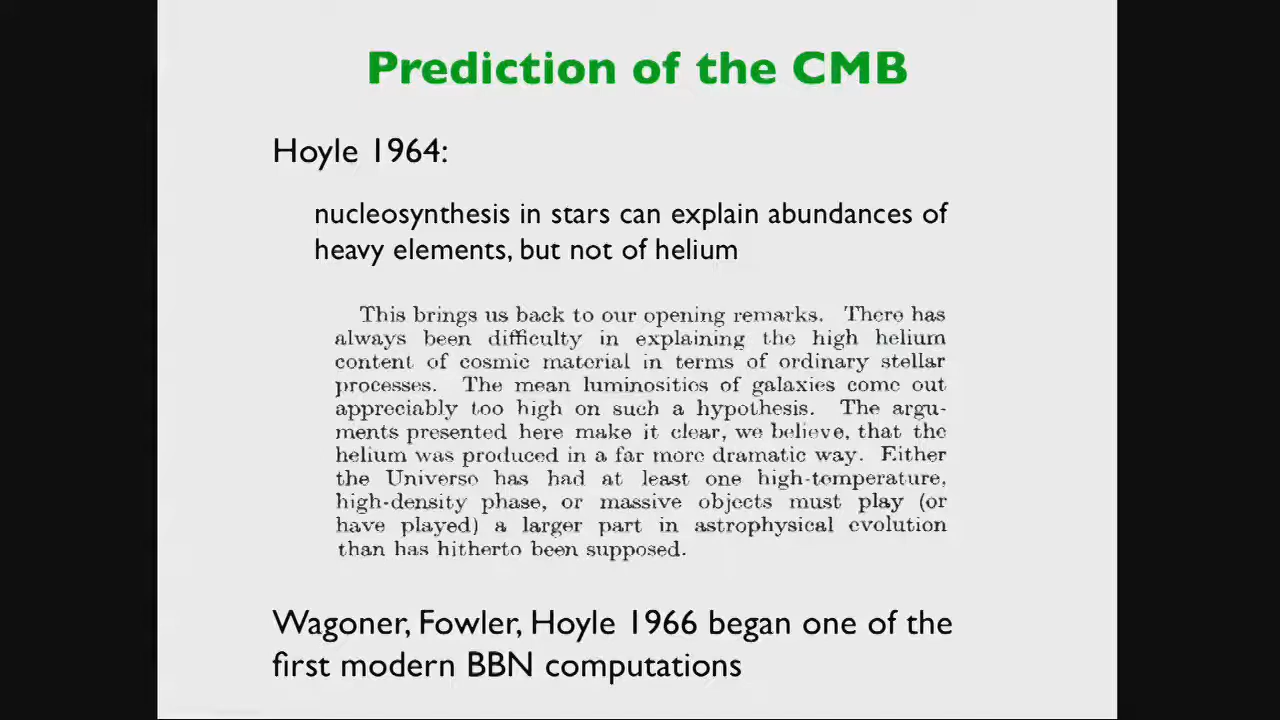 Prediction of the CMB
Hoyle 1964:
nucleosynthesis in stars can explain abundances of
heavy elements, but not of helium
This brings us back to our opening remarks. There has
always been difficulty in explaining the high helium
content of cosmic material in terms of ordinary stellar
processes. The mean luminosities of galaxies come out
appreciably too high on such a hypothesis. The argu-
ments presented here make it clear, we believe, that the
helium was produced in a far more dramatic way. Either
the Universe has had at least one high-temperature,
high-density phase, or massive objects must play (or
have played) a larger part in astrophysical evolution
than has hitherto been supposed.
Wagoner, Fowler, Hoyle 1966 began one of the
first modern BBN computations